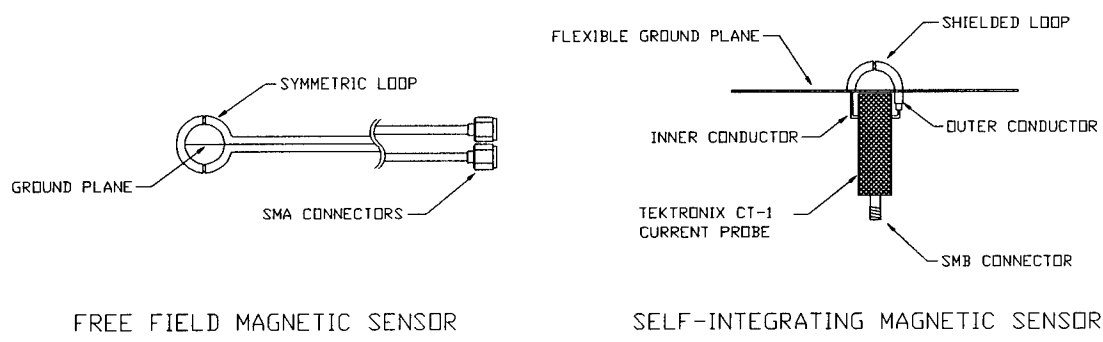 SYMMETRIC LOOP
GROUND PLANE
SMA CONNECTORS
FREE FIELD MAGNETIC SENSOR
SHIELDED LOOP
FLEXIBLE GROUND PLANE
INNER CONDUCTOR
OUTER CONDUCTOR
TEKTRONIX CT-1
CURRENT PROBE
SMB CONNECTOR
SELF-INTEGRATING MAGNETIC SENSOR